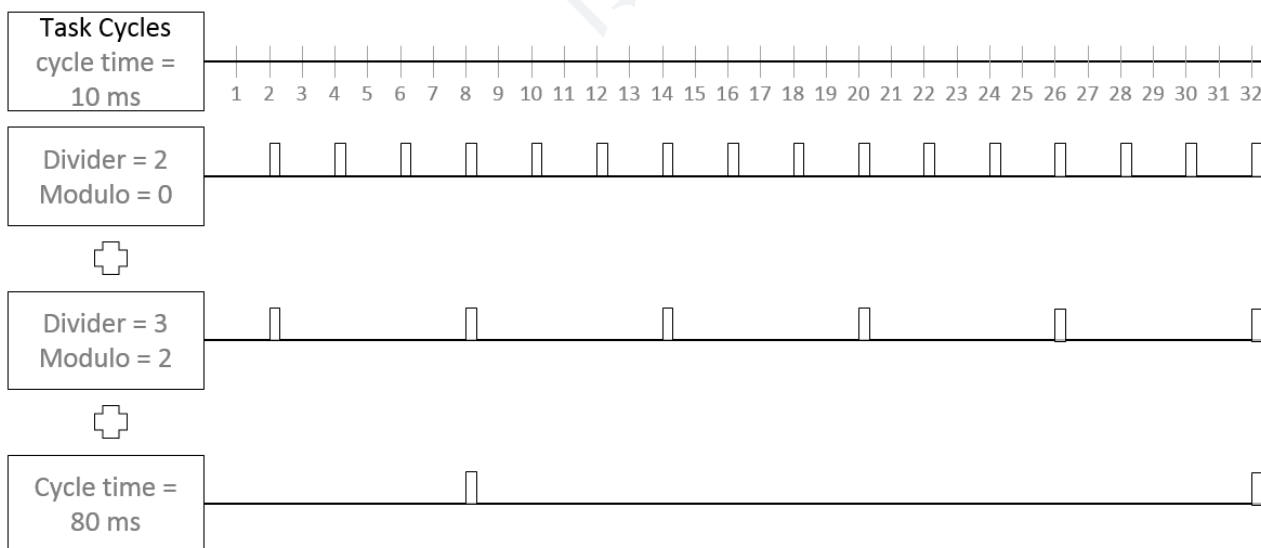 Task Cycles
cycle time =
10 ms
1 2 3 4 5 6 7 8 9 10 11 12 13 14 15 16 17 18 19 20 21 22 23 24 25 26 27 28 29 30 31 32
Divider = 2
Modulo = 0
Divider = 3
Modulo = 2
Cycle time =
80 ms